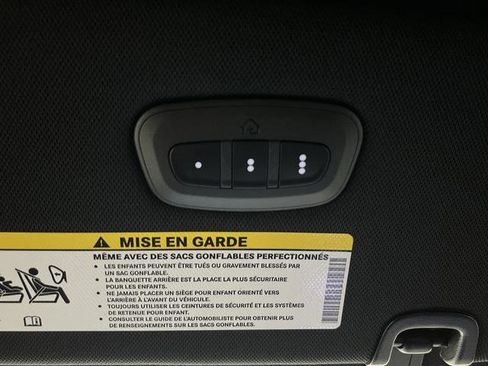 MISE EN GARDE
MÊME AVEC DES SACS GONFLABLES PERFECTIONNÉS
• LES ENFANTS PEUVENT ÊTRE TUÉS OU GRAVEMENT BLESSÉS PAR
UN SAC GONFLABLE.
• LA BANQUETTE ARRIÈRE EST LA PLACE LA PLUS SÉCURITAIRE
POUR LES ENFANTS.
• NE JAMAIS PLACER UN SIÈGE POUR ENFANT ORIENTÉ VERS
L'ARRIÈRE À L'AVANT DU VÉHICULE.
• TOUJOURS UTILISER LES CEINTURES DE SÉCURITÉ ET LES SYSTÈMES
DE RETENUE POUR ENFANT.
• CONSULTER LE GUIDE DE L'AUTOMOBILISTE POUR OBTENIR PLUS
DE RENSEIGNEMENTS SUR LES SACS GONFLABLES.